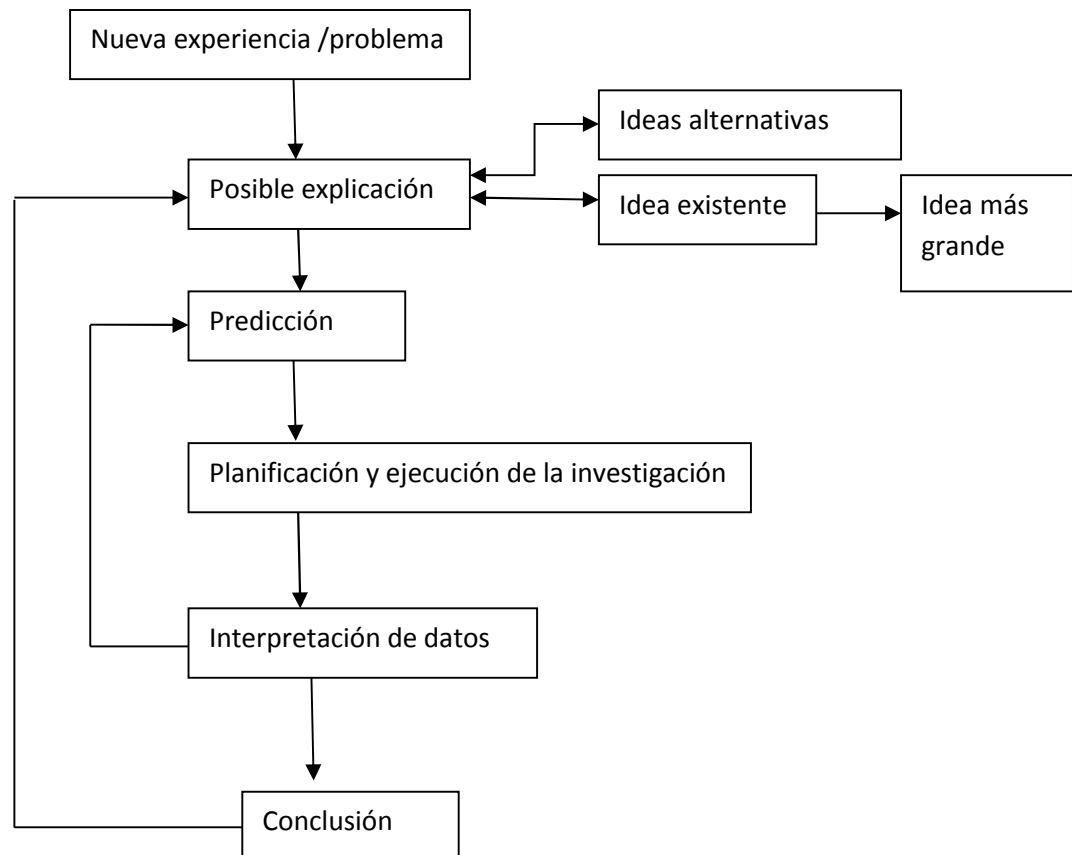 Nueva experiencia /problema
Ideas alternativas
Posible explicación
Idea existente
Idea más
grande
Predicción
Planificación y ejecución de la investigación
Interpretación de datos
Conclusión